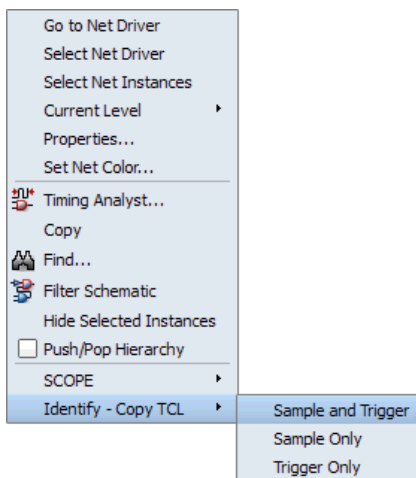 Go to Net Driver
Select Net Driver
Select Net Instances
Current Level
Properties...
Set Net Color...
Timing Analyst...
Copy
Find...
Filter Schematic
Hide Selected Instances
Push/Pop Hierarchy
SCOPE
Identify - Copy TCL
Sample and Trigger
Sample Only
Trigger Only